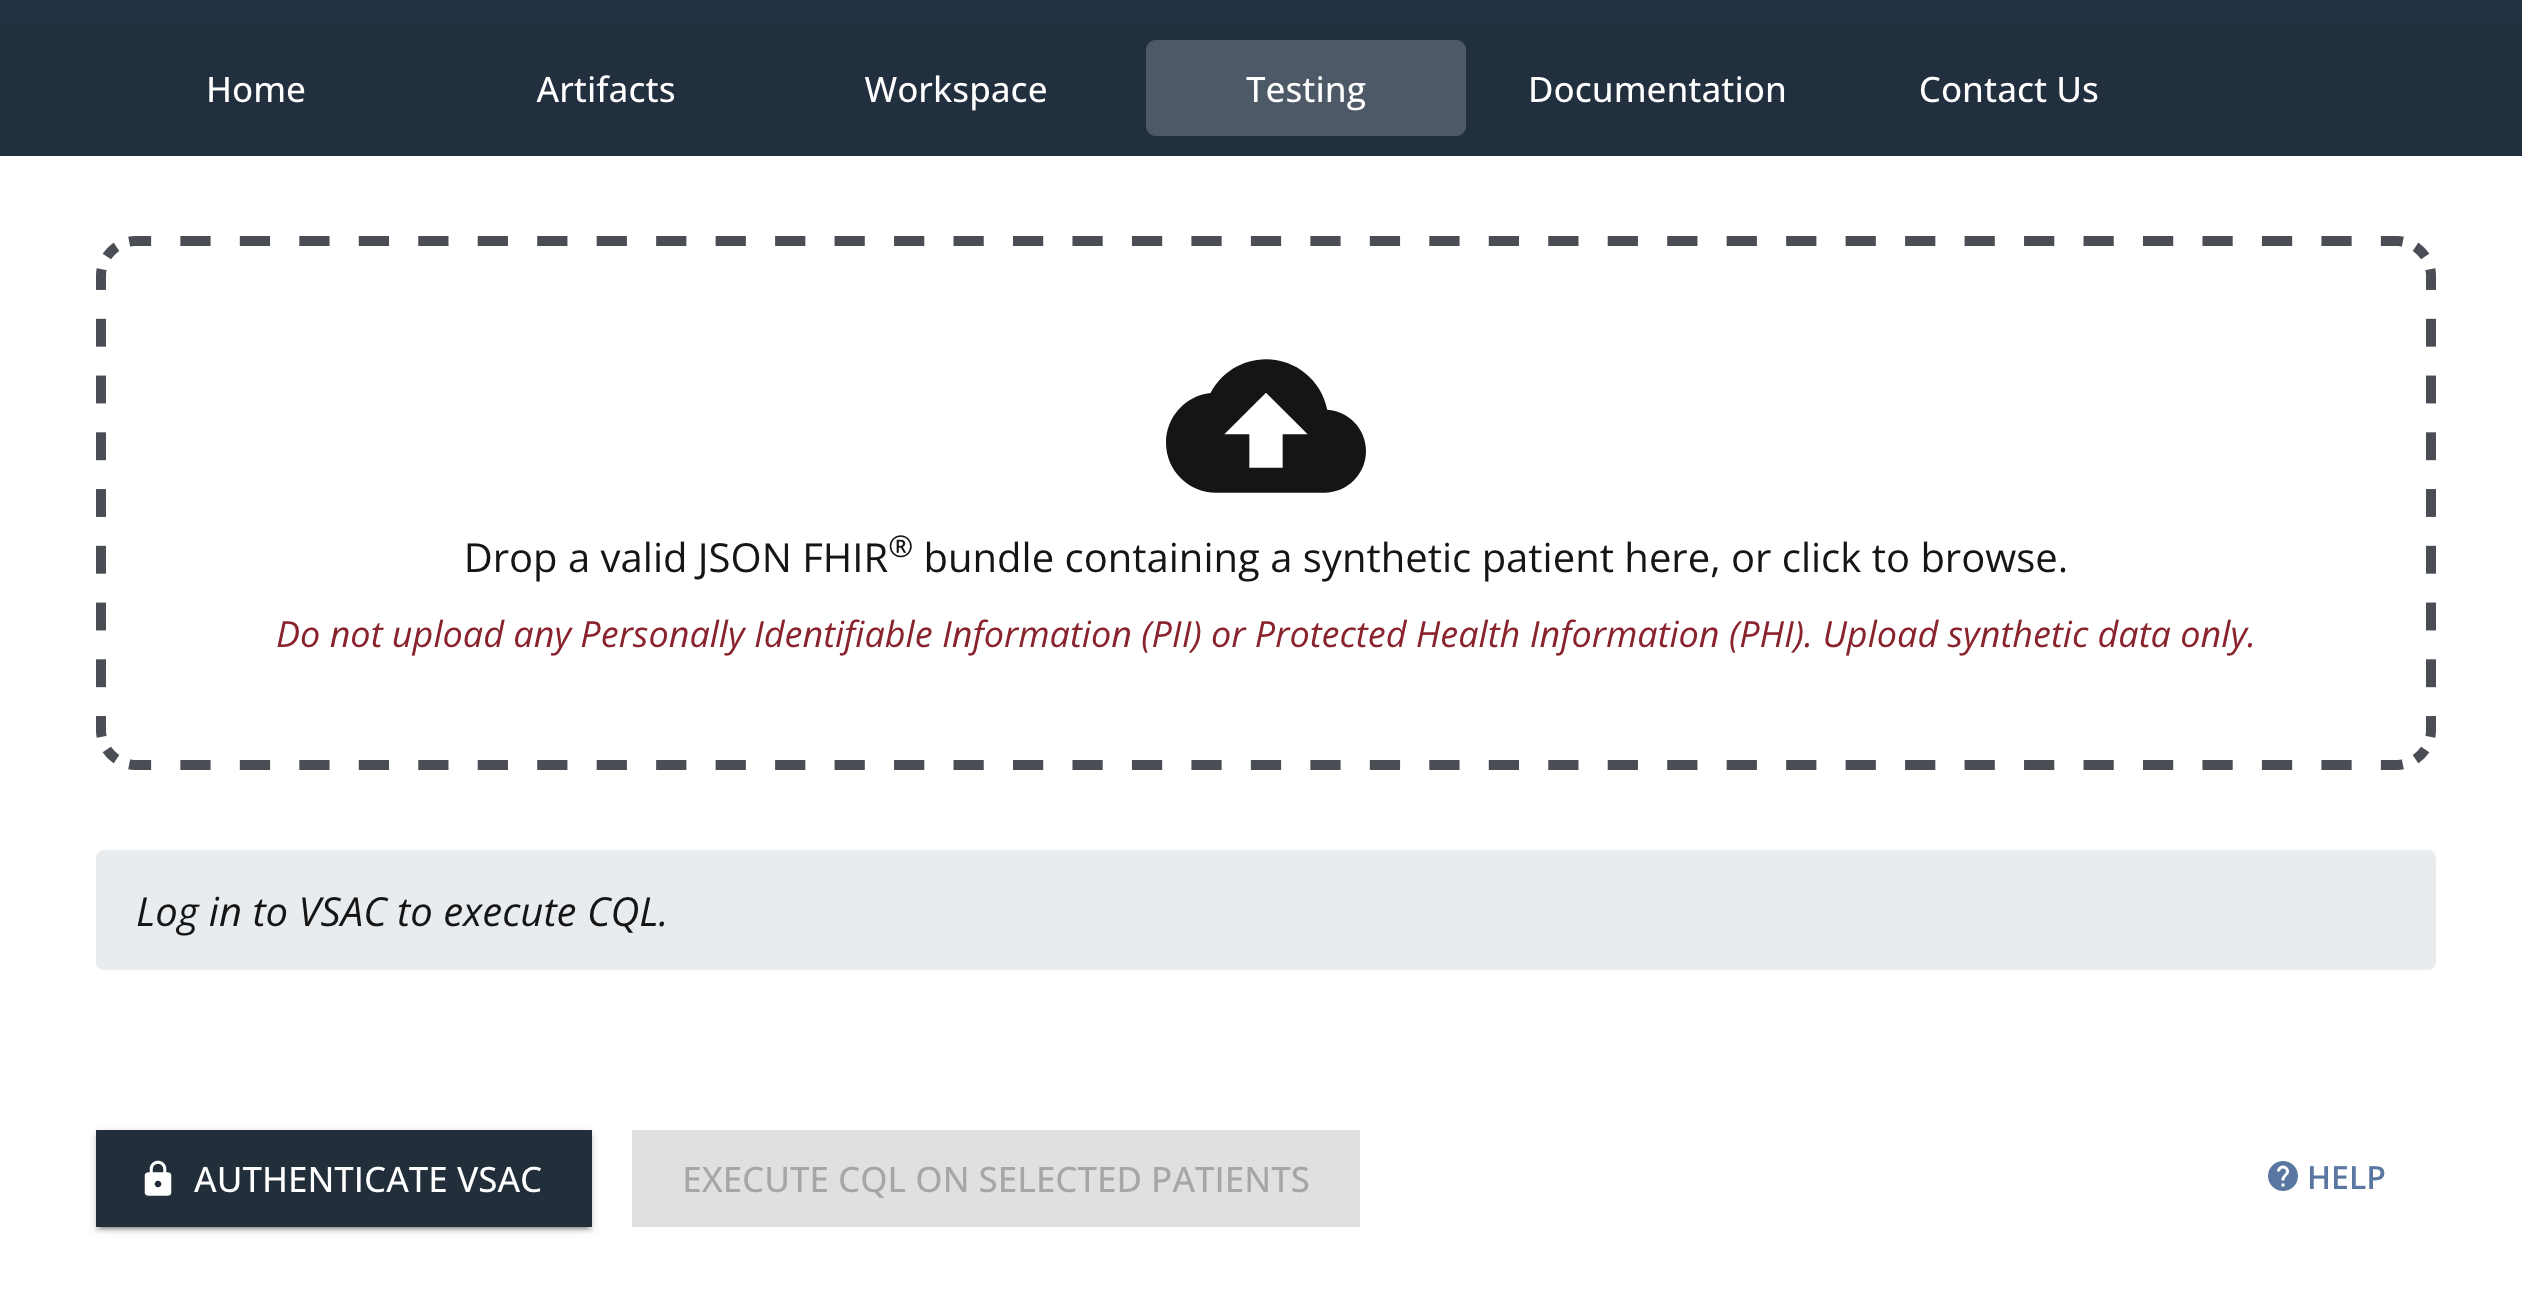 Home Artifacts Workspace Testing Documentation Contact Us
Drop a valid JSON FHIR® bundle containing a synthetic patient here, or click to browse.
Do not upload any Personally Identifiable Information (PII) or Protected Health Information (PHI). Upload synthetic data only.
Log in to VSAC to execute CQL.
AUTHENTICATE VSAC EXECUTE CQL ON SELECTED PATIENTS HELP